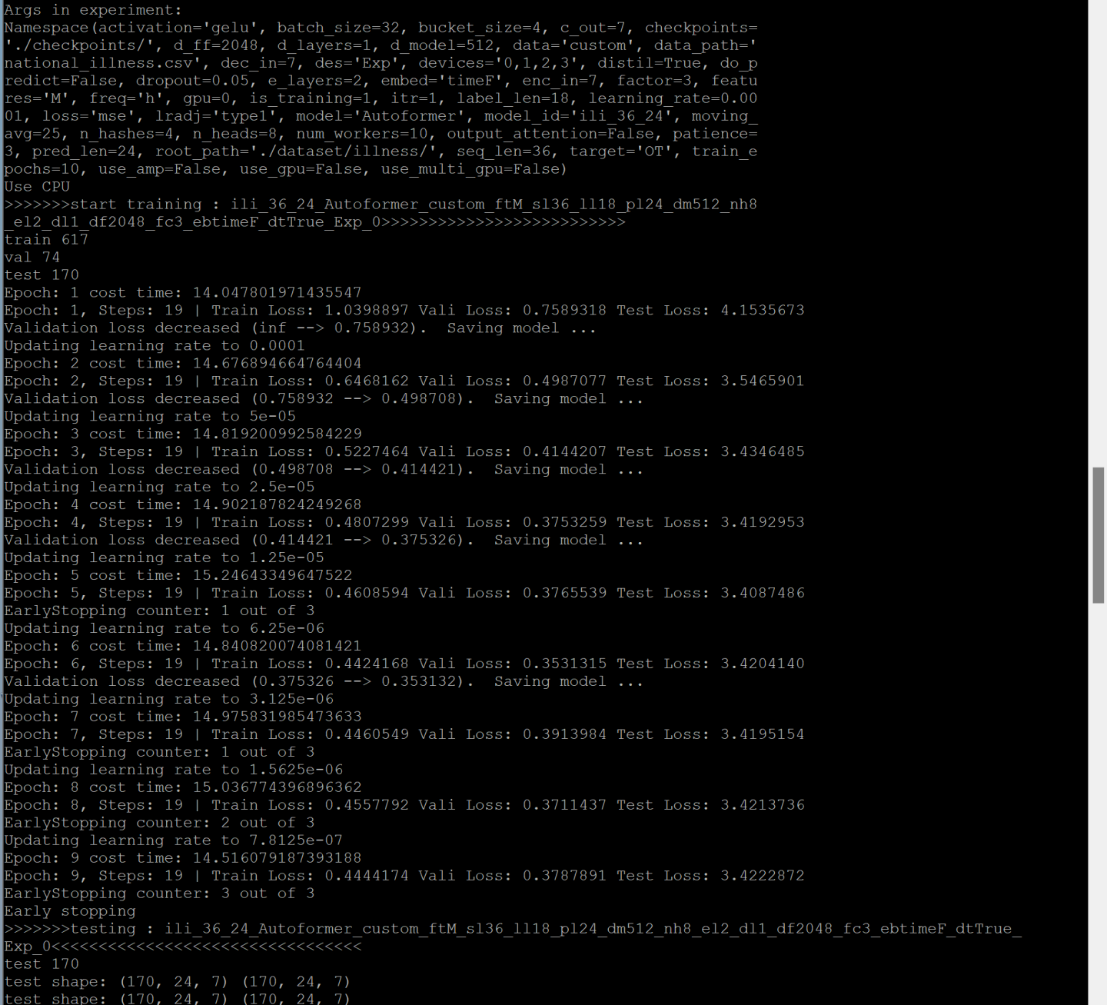 Args in experiment:
Namespace(activation='gelu', batch_size=32, bucket_size=4, c_out=7, checkpoints=
'./checkpoints/', d_ff=2048, d_layers=1, d_model=512, data='custom', data_path='
national_illness.csv', dec_in=7, des='Exp', devices='0,1,2,3', distil=True, do_p
redict=False, dropout=0.05, e_layers=2, embed='timeF', enc_in=7, factor=3, featu
res='M', freq='h', gpu=0, is_training=1, itr=1, label_len=18, learning_rate=0.00
01, loss='mse', lradj='type1', model='Autoformer', model_id='ili_36_24', moving_
avg=25, n_hashes=4, n_heads=8, num_workers=10, output_attention=False, patience=
3, pred_len=24, root_path='./dataset/illness/', seq_len=36, target='OT', train_e
pochs=10, use_amp=False, use_gpu=False, use_multi_gpu=False)
Use CPU
>>>>>>>start training : ili_36_24_Autoformer_custom_ftM_sl36_ll18_pl24_dm512_nh8
_el2_dl1_df2048_fc3_ebtimeF_dtTrue_Exp_0>>>>>>>>>>>>>>>>>>>>>>>>>>
train 617
val 74
test 170
Epoch: 1 cost time: 14.047801971435547
Epoch: 1, Steps: 19 | Train Loss: 1.0398897 Vali Loss: 0.7589318 Test Loss: 4.1535673
Validation loss decreased (inf --> 0.758932).  Saving model ...
Updating learning rate to 0.0001
Epoch: 2 cost time: 14.676894664764404
Epoch: 2, Steps: 19 | Train Loss: 0.6468162 Vali Loss: 0.4987077 Test Loss: 3.5465901
Validation loss decreased (0.758932 --> 0.498708).  Saving model ...
Updating learning rate to 5e-05
Epoch: 3 cost time: 14.819200992584229
Epoch: 3, Steps: 19 | Train Loss: 0.5227464 Vali Loss: 0.4144207 Test Loss: 3.4346485
Validation loss decreased (0.498708 --> 0.414421).  Saving model ...
Updating learning rate to 2.5e-05
Epoch: 4 cost time: 14.902187824249268
Epoch: 4, Steps: 19 | Train Loss: 0.4807299 Vali Loss: 0.3753259 Test Loss: 3.4192953
Validation loss decreased (0.414421 --> 0.375326).  Saving model ...
Updating learning rate to 1.25e-05
Epoch: 5 cost time: 15.24643349647522
Epoch: 5, Steps: 19 | Train Loss: 0.4608594 Vali Loss: 0.3765539 Test Loss: 3.4087486
EarlyStopping counter: 1 out of 3
Updating learning rate to 6.25e-06
Epoch: 6 cost time: 14.840820074081421
Epoch: 6, Steps: 19 | Train Loss: 0.4424168 Vali Loss: 0.3531315 Test Loss: 3.4204140
Validation loss decreased (0.375326 --> 0.353132).  Saving model ...
Updating learning rate to 3.125e-06
Epoch: 7 cost time: 14.975831985473633
Epoch: 7, Steps: 19 | Train Loss: 0.4460549 Vali Loss: 0.3913984 Test Loss: 3.4195154
EarlyStopping counter: 1 out of 3
Updating learning rate to 1.5625e-06
Epoch: 8 cost time: 15.036774396896362
Epoch: 8, Steps: 19 | Train Loss: 0.4557792 Vali Loss: 0.3711437 Test Loss: 3.4213736
EarlyStopping counter: 2 out of 3
Updating learning rate to 7.8125e-07
Epoch: 9 cost time: 14.516079187393188
Epoch: 9, Steps: 19 | Train Loss: 0.4444174 Vali Loss: 0.3787891 Test Loss: 3.4222872
EarlyStopping counter: 3 out of 3
Early stopping
>>>>>>>testing : ili_36_24_Autoformer_custom_ftM_sl36_ll18_pl24_dm512_nh8_el2_dl1_df2048_fc3_ebtimeF_dtTrue_
Exp_0<<<<<<<<<<<<<<<<<<<<<<<<<<<<<<<<<
test 170
test shape: (170, 24, 7) (170, 24, 7)
test shape: (170, 24, 7) (170, 24, 7)